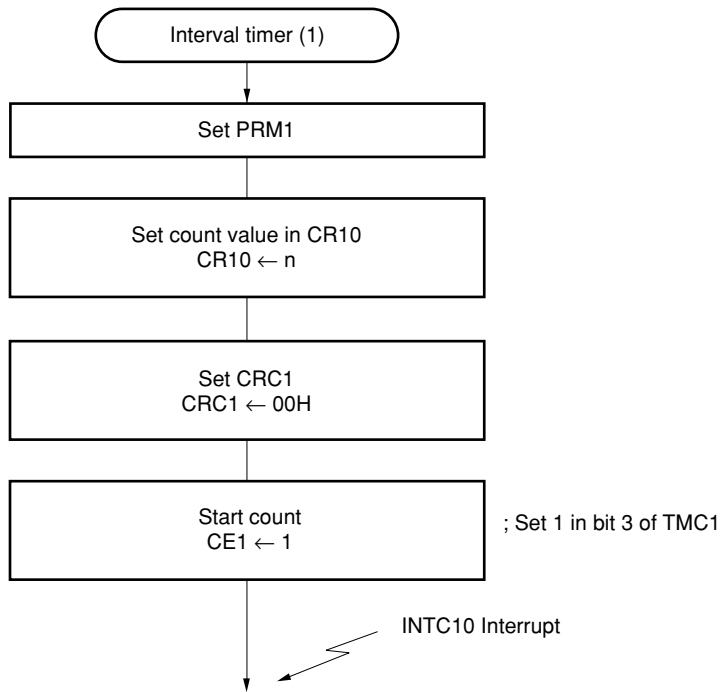 Interval timer (1)
Set PRM1
Set count value in CR10
CR10 ← n
Set CRC1
CRC1 ← 00H
Start count
CE1 ← 1
; Set 1 in bit 3 of TMC1
INTC10 Interrupt